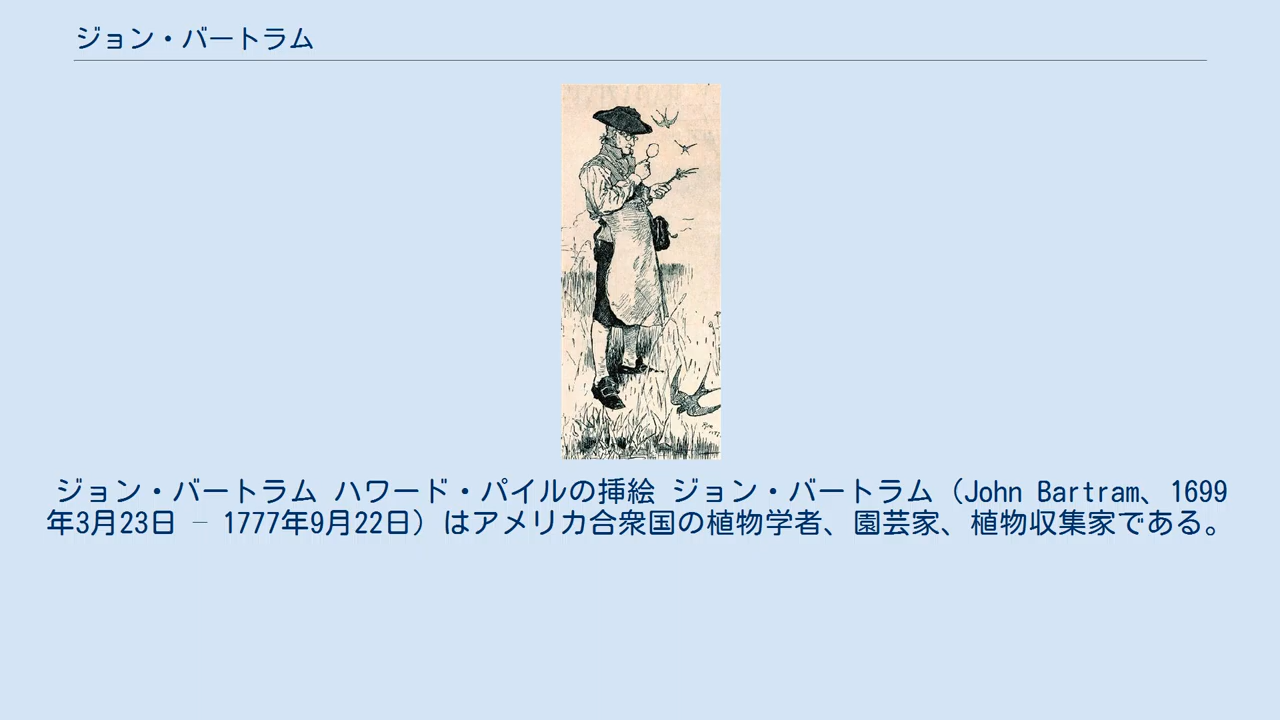 ジョン・バートラム
ジョン・バートラム ハワード・パイルの挿絵 ジョン・バートラム（John Bartram、1699
年3月23日 – 1777年9月22日）はアメリカ合衆国の植物学者、園芸家、植物収集家である。